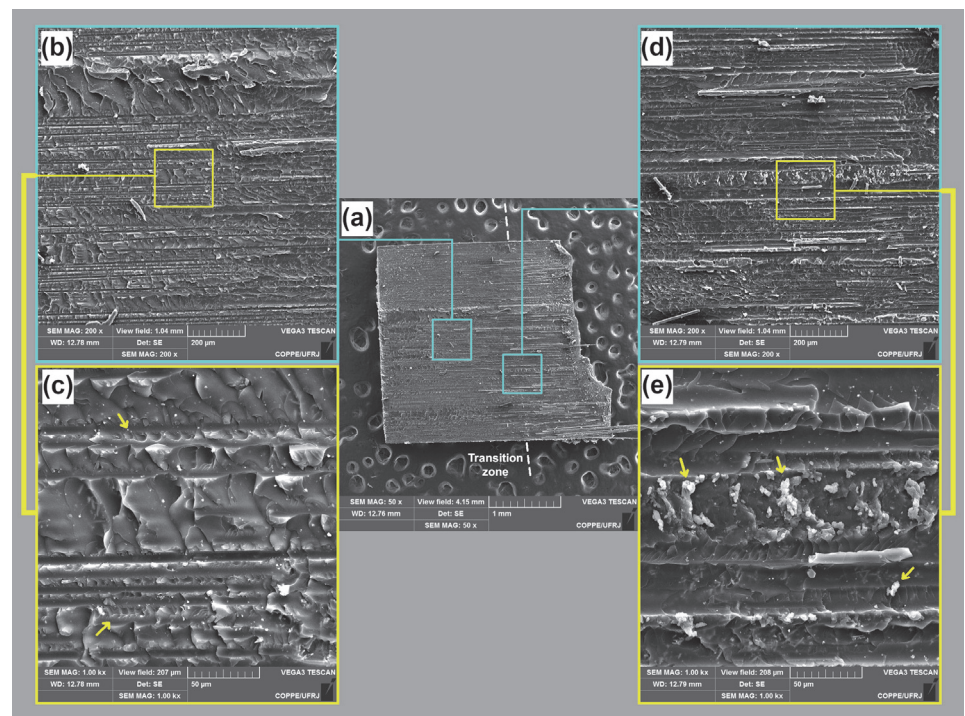 (b)
SEM MAG: 200 x View field: 1.04 mm VEGA3 TESCAN
WD: 12.78 mm Det: SE 200 µm
SEM MAG: 200 x COPPE/UFRJ
(d)
SEM MAG: 200 x View field: 1.04 mm VEGA3 TESCAN
WD: 12.79 mm Det: SE 200 µm
SEM MAG: 200 x COPPE/UFRJ
(a)
Transition
zone
SEM MAG: 50 x View field: 4.15 mm VEGA3 TESCAN
WD: 12.76 mm Det: SE 1 mm
SEM MAG: 50 x COPPE/UFRJ
(c)
SEM MAG: 1.00 kx View field: 207 µm VEGA3 TESCAN
WD: 12.78 mm Det: SE 50 µm
SEM MAG: 1.00 kx COPPE/UFRJ
(e)
SEM MAG: 1.00 kx View field: 208 µm VEGA3 TESCAN
WD: 12.79 mm Det: SE 50 µm
SEM MAG: 1.00 kx COPPE/UFRJ